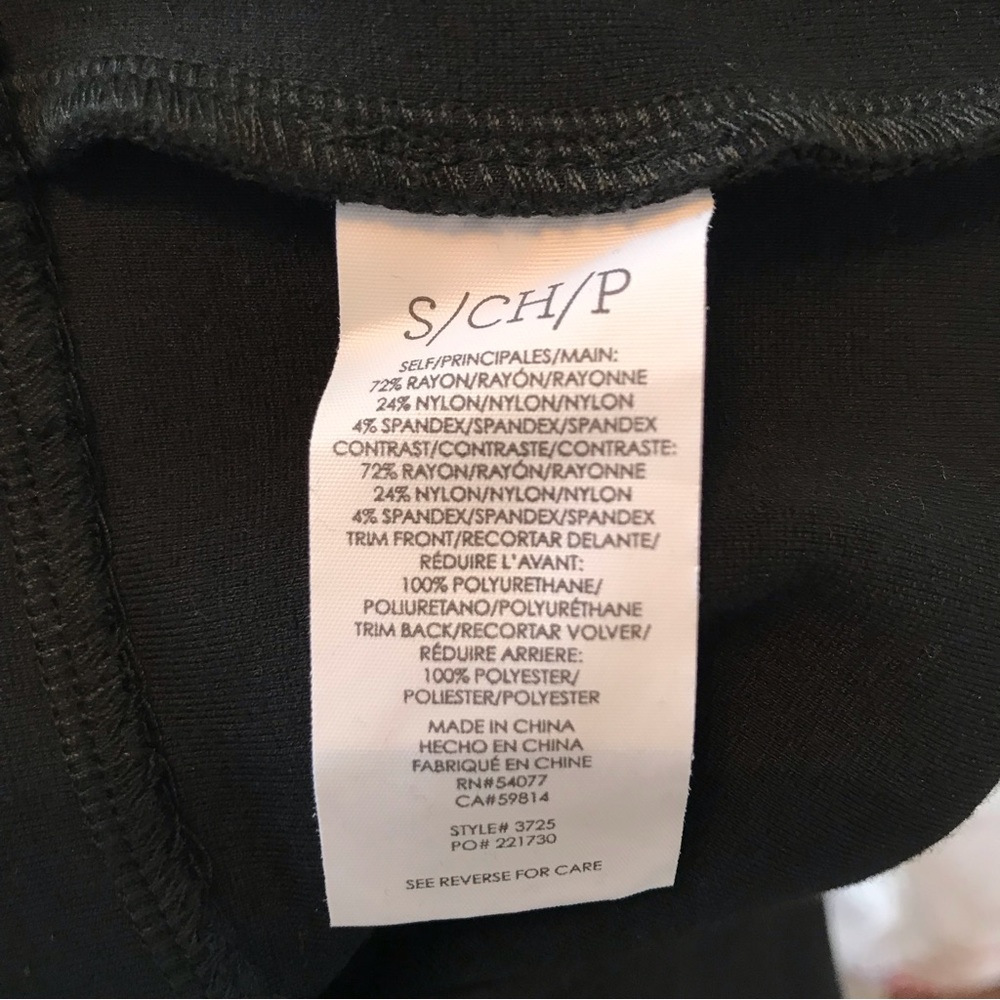 S/CH/P
SELF/PRINCIPALES/MAIN:
72% RAYON/RAYÓN/RAYONNE
24% NYLON/NYLON/NYLON
4% SPANDEX/SPANDEX/SPANDEX
CONTRAST/CONTRASTE/CONTRASTE:
72% RAYON/RAYÓN/RAYONNE
24% NYLON/NYLON/NYLON
4% SPANDEX/SPANDEX/SPANDEX
TRIM FRONT/RECORTAR DELANTE/
RÉDUIRE L'AVANT:
100% POLYURETHANE/
POLIURETANO/POLYURÉTHANE
TRIM BACK/RECORTAR VOLVER/
RÉDUIRE ARRIERE:
100% POLYESTER/
POLIESTER/POLYESTER
MADE IN CHINA
HECHO EN CHINA
FABRIQUÉ EN CHINE
RN#54077
CA#59814
STYLE# 3725
PO# 221730
SEE REVERSE FOR CARE